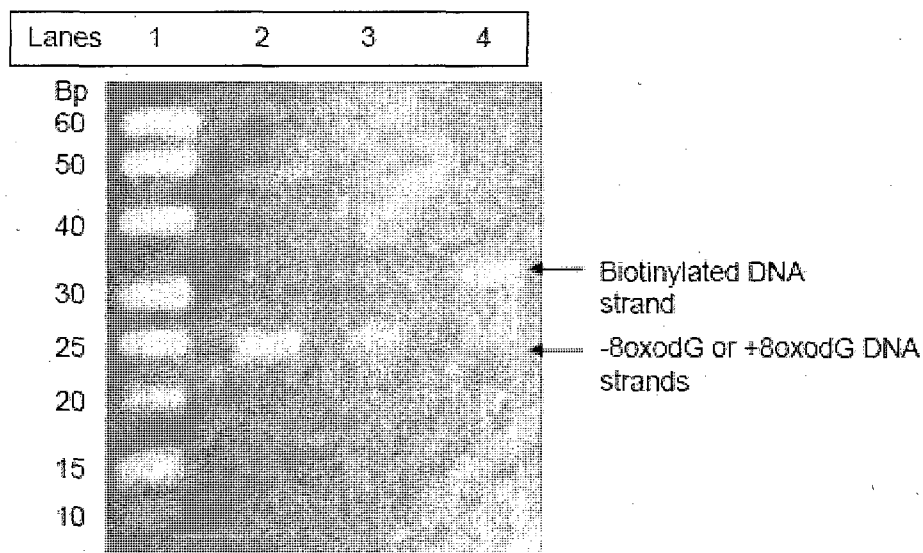 Lanes 1 2 3 4
Bp
60
50
40
30
25
20
15
10
Biotinylated DNA
strand
-8oxodG or +8oxodG DNA
strands